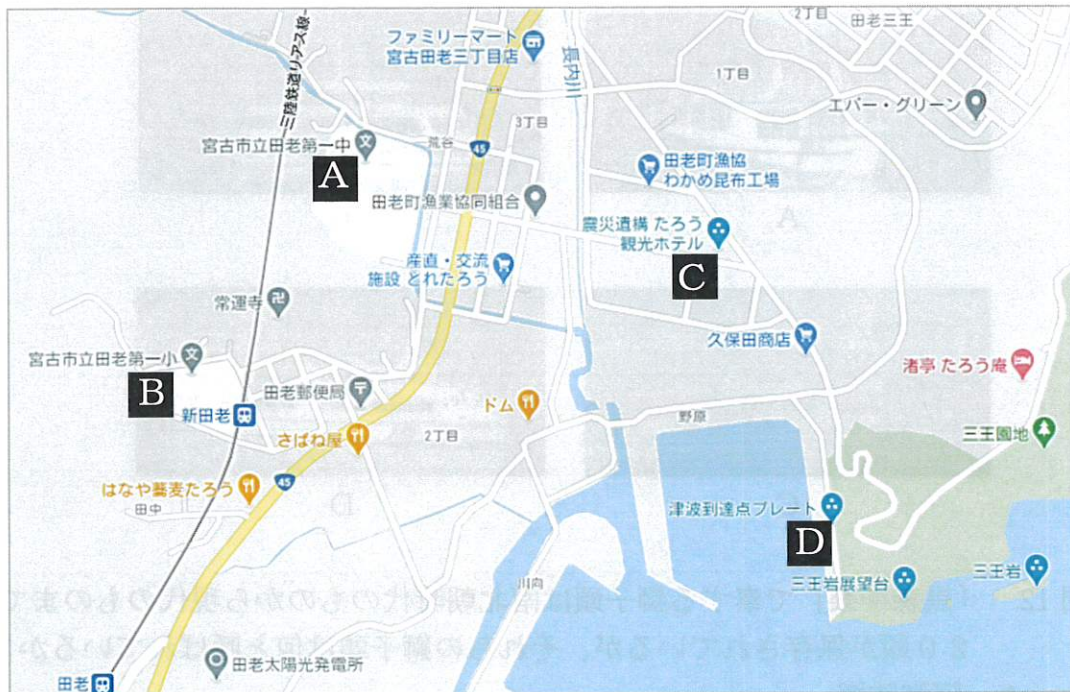 2丁目
田老三王
ファミリーマート
宮古田老三丁目店
長内川
三陸鉄道リアス線
1丁目
エバー・グリーン
宮古市立田老第一中
荒谷
45
3丁目
A
田老町漁協
わかめ昆布工場
田老町漁業協同組合
震災遺構 たろう
観光ホテル
産直・交流
施設 とれたろう
C
常運寺
久保田商店
宮古市立田老第一小
渚亭 たろう庵
B
田老郵便局
新田老
ドム
野原
さばね屋
2丁目
三王園地
はなや蕎麦たろう
45
田中
津波到達点プレート
D
川向
三王岩展望台
三王岩
田老太陽光発電所
田老